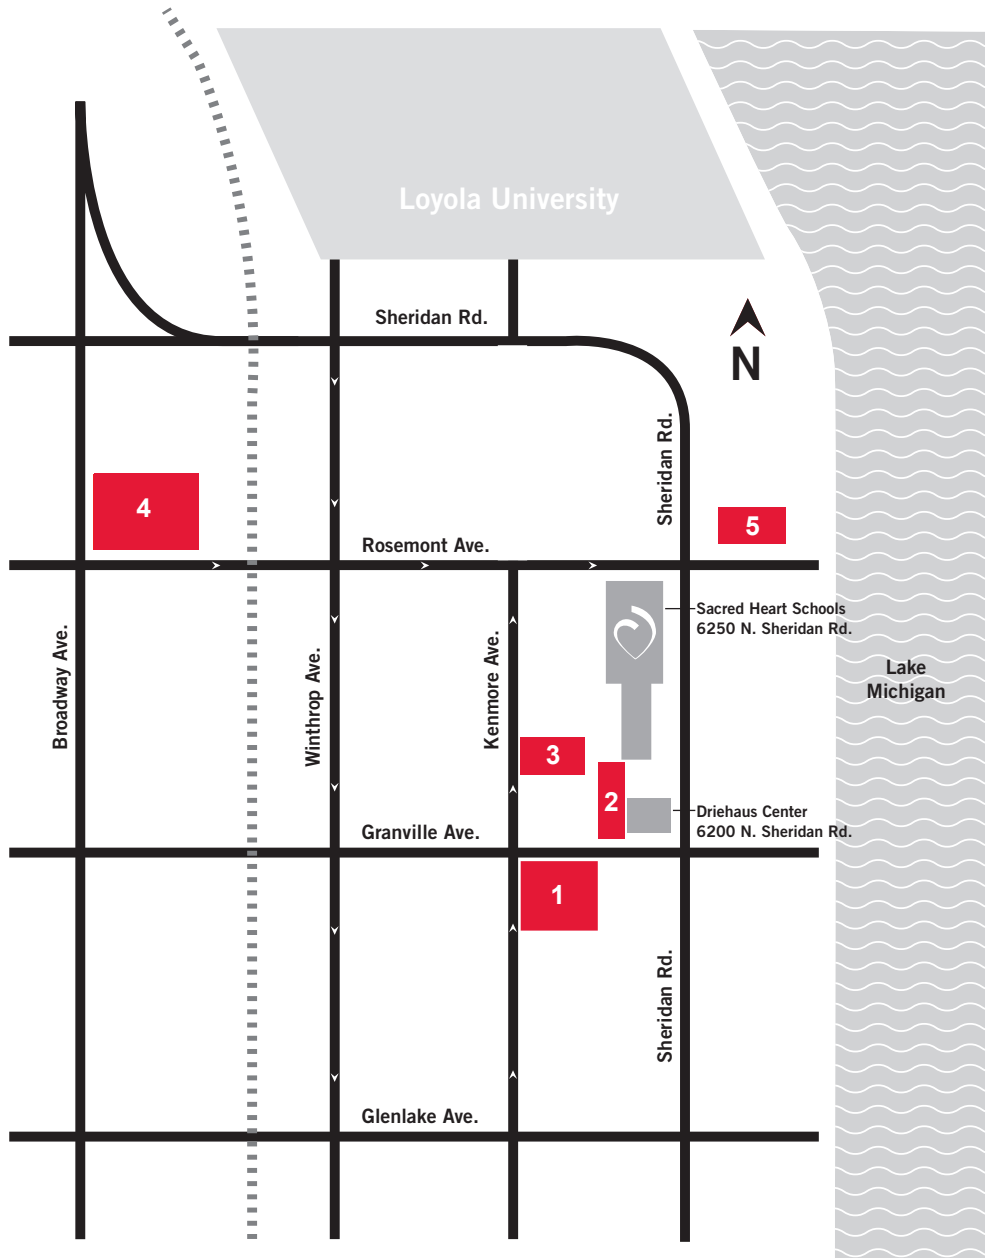 Loyola University
Sheridan Rd.
N
Sheridan Rd.
4
5
Rosemont Ave.
Sacred Heart Schools
6250 N. Sheridan Rd.
Broadway Ave.
Winthrop Ave.
Kenmore Ave.
Lake
Michigan
3
2
Driehaus Center
6200 N. Sheridan Rd.
Granville Ave.
1
Sheridan Rd.
Glenlake Ave.